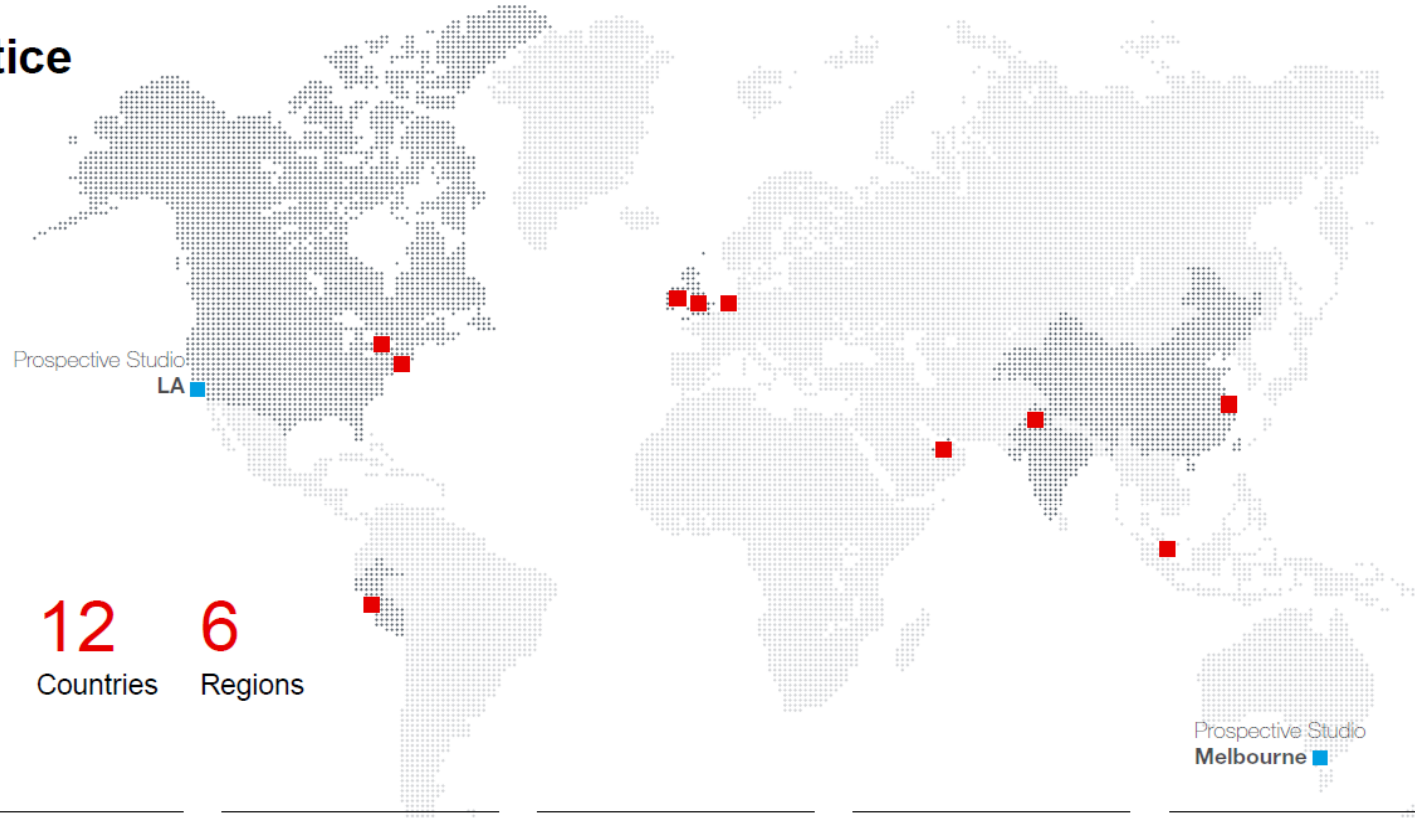 tice
Prospective Studio
LA
12
Countries
6
Regions
Prospective Studio
Melbourne